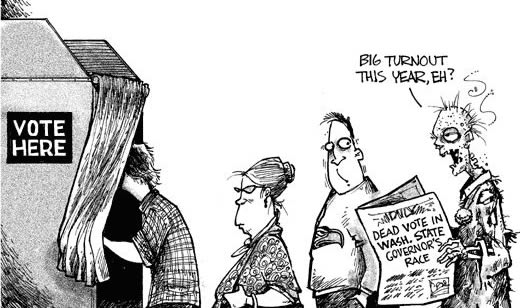 BIG TURNOUT
THIS YEAR, EH?
VOTE
HERE
DEAD VOTE IN
WASH. STATE
GOVERNOR'S
RACE